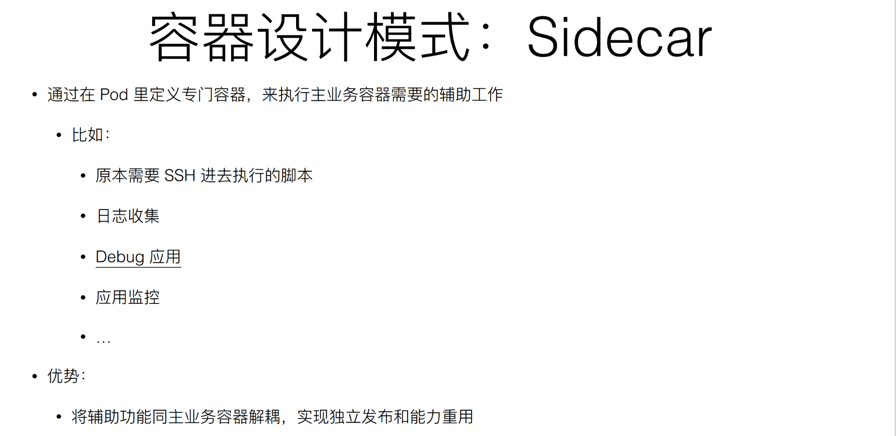 容器设计模式：Sidecar
• 通过在 Pod 里定义专门容器，来执行主业务容器需要的辅助工作
• 比如：
• 原本需要 SSH 进去执行的脚本
• 日志收集
• Debug 应用
• 应用监控
• …
• 优势：
• 将辅助功能同主业务容器解耦，实现独立发布和能力重用